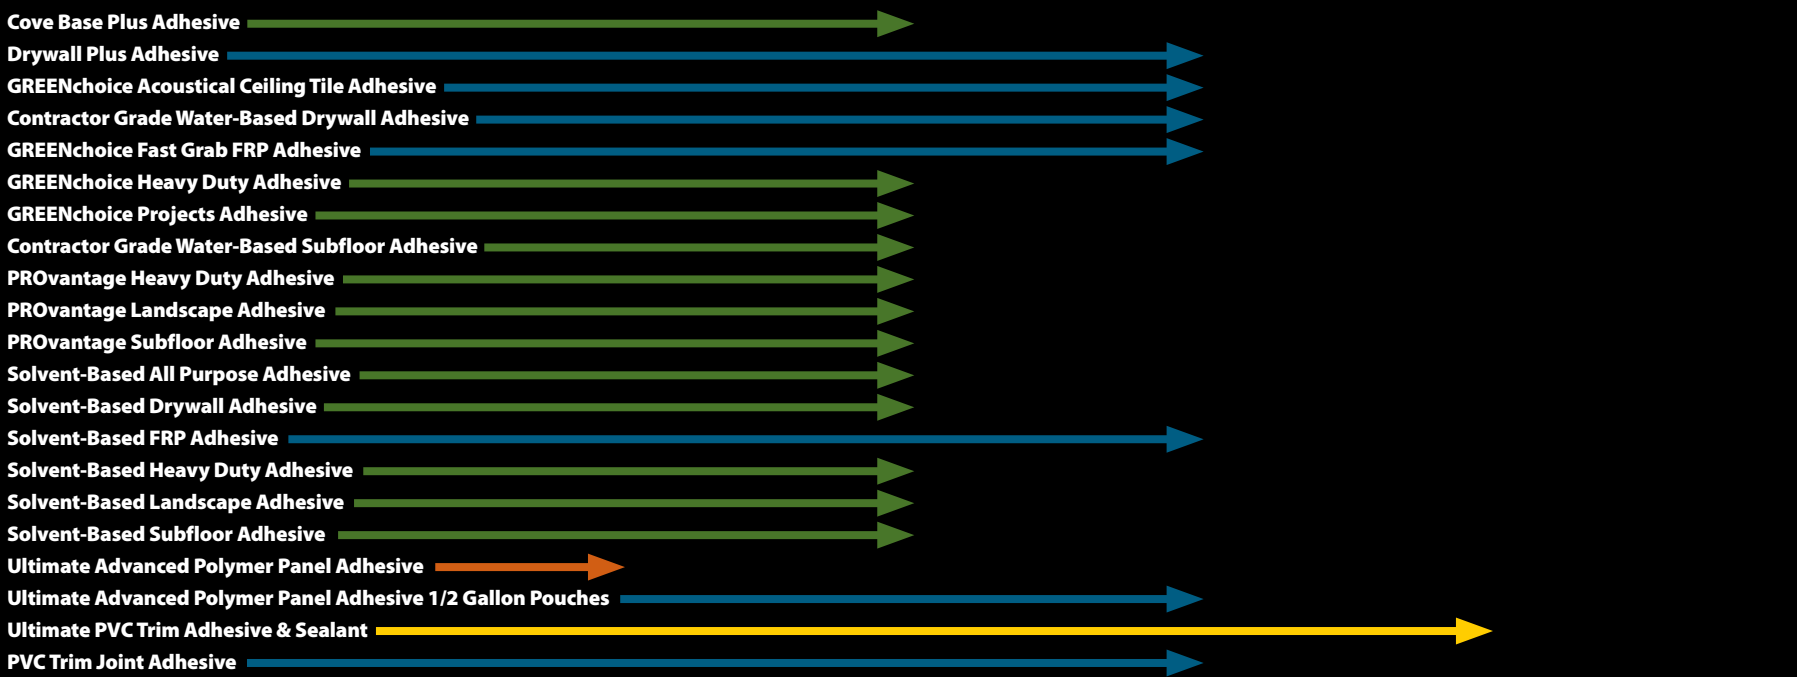 Cove Base Plus Adhesive
Drywall Plus Adhesive
GREENchoice Acoustical Ceiling Tile Adhesive
Contractor Grade Water-Based Drywall Adhesive
GREENchoice Fast Grab FRP Adhesive
GREENchoice Heavy Duty Adhesive
GREENchoice Projects Adhesive
Contractor Grade Water-Based Subfloor Adhesive
PROvantage Heavy Duty Adhesive
PROvantage Landscape Adhesive
PROvantage Subfloor Adhesive
Solvent-Based All Purpose Adhesive
Solvent-Based Drywall Adhesive
Solvent-Based FRP Adhesive
Solvent-Based Heavy Duty Adhesive
Solvent-Based Landscape Adhesive
Solvent-Based Subfloor Adhesive
Ultimate Advanced Polymer Panel Adhesive
Ultimate Advanced Polymer Panel Adhesive 1/2 Gallon Pouches
Ultimate PVC Trim Adhesive & Sealant
PVC Trim Joint Adhesive